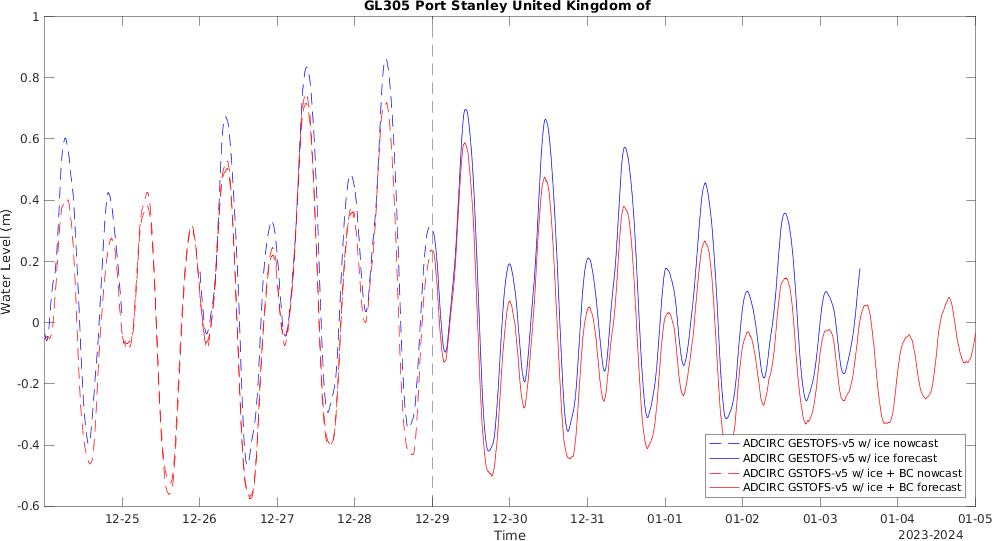 GL305 Port Stanley United Kingdom of
1
0.8
0.6
0.4
0.2
0
-0.2
-0.4
-0.6
Water Level (m)
12-25 12-26 12-27 12-28 12-29 12-30 12-31 01-01 01-02 01-03 01-04 01-05
Time
2023-2024
ADCIRC GESTOFS-v5 w/ ice nowcast
ADCIRC GESTOFS-v5 w/ ice forecast
ADCIRC GSTOFS-v5 w/ ice + BC nowcast
ADCIRC GSTOFS-v5 w/ ice + BC forecast